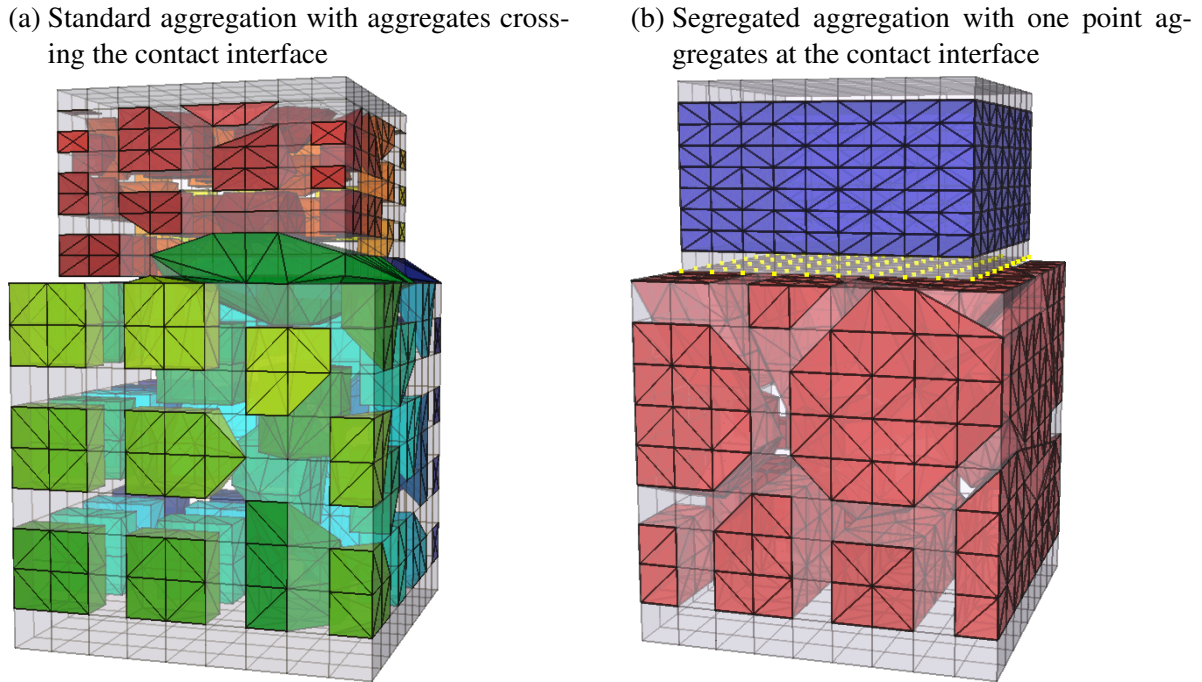 (a) Standard aggregation with aggregates cross-
ing the contact interface
(b) Segregated aggregation with one point ag-
gregates at the contact interface